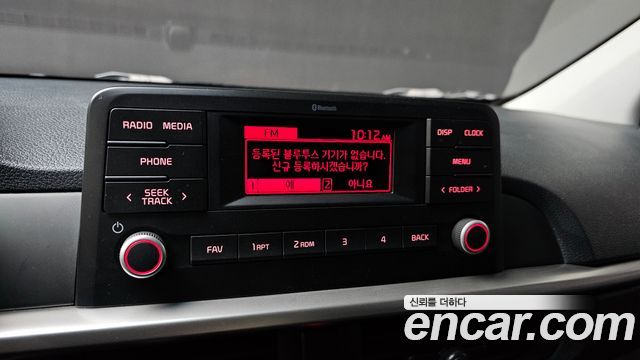 Bluetooth
RADIO MEDIA
PHONE
< SEEK TRACK >
FM 10:12 AM
등록된 블루투스 기기가 없습니다.
신규 등록하시겠습니까?
1 예 2 아니요
DISP CLOCK
MENU
< FOLDER >
FAV 1 RPT 2 RDM 3 4 BACK
신뢰를 더하다
encar.com